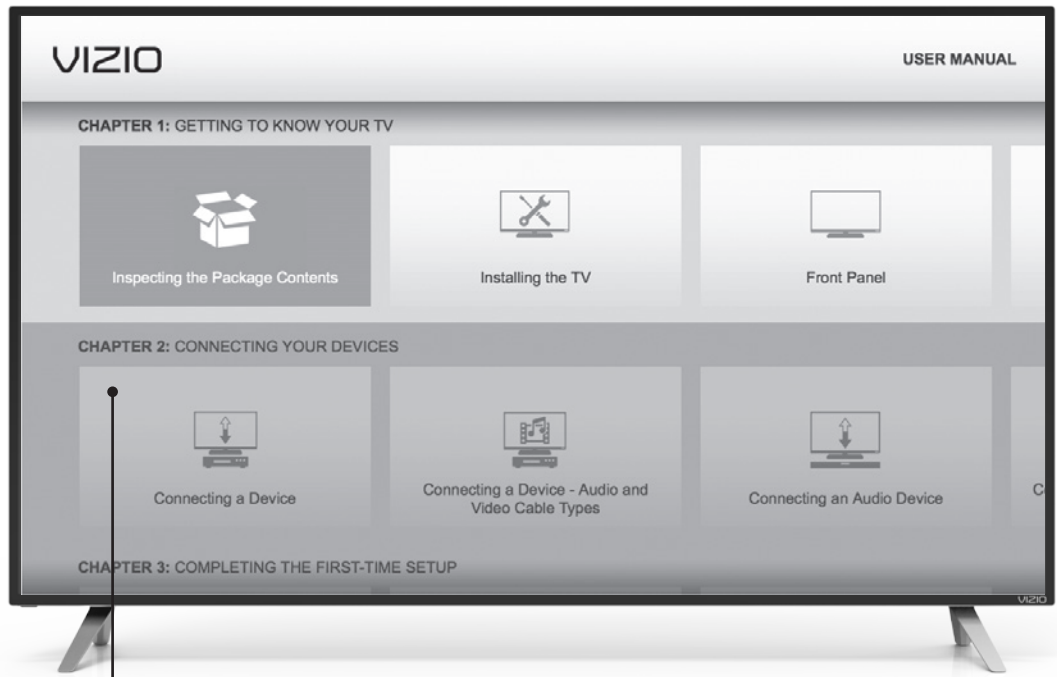 VIZIO
USER MANUAL
CHAPTER 1: GETTING TO KNOW YOUR TV
Inspecting the Package Contents
Installing the TV
Front Panel
CHAPTER 2: CONNECTING YOUR DEVICES
Connecting a Device
Connecting a Device - Audio and
Video Cable Types
Connecting an Audio Device
CHAPTER 3: COMPLETING THE FIRST-TIME SETUP
VIZIO